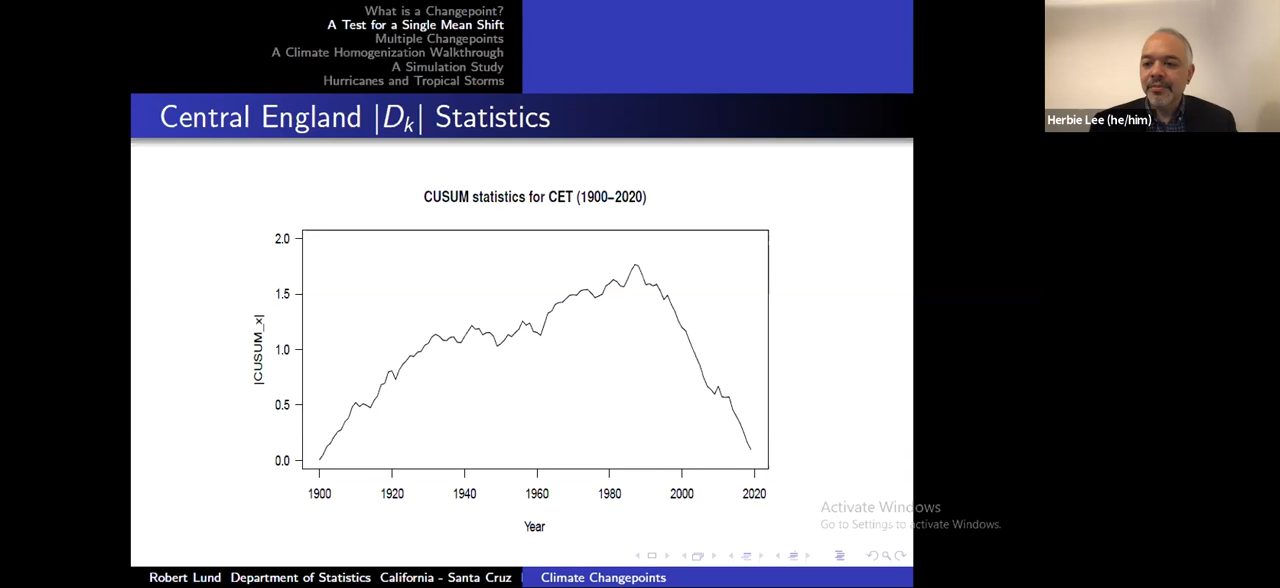 What is a Changepoint?
A Test for a Single Mean Shift
Multiple Changepoints
A Climate Homogenization Walkthrough
A Simulation Study
Hurricanes and Tropical Storms
Central England |Dk| Statistics
CUSUM statistics for CET (1900–2020)
2.0
1.5
1.0
0.5
0.0
|CUSUM_x|
1900 1920 1940 1960 1980 2000 2020
Year
Robert Lund Department of Statistics California - Santa Cruz
Climate Changepoints
Herbie Lee (he/him)
Activate Windows
Go to Settings to activate Windows.